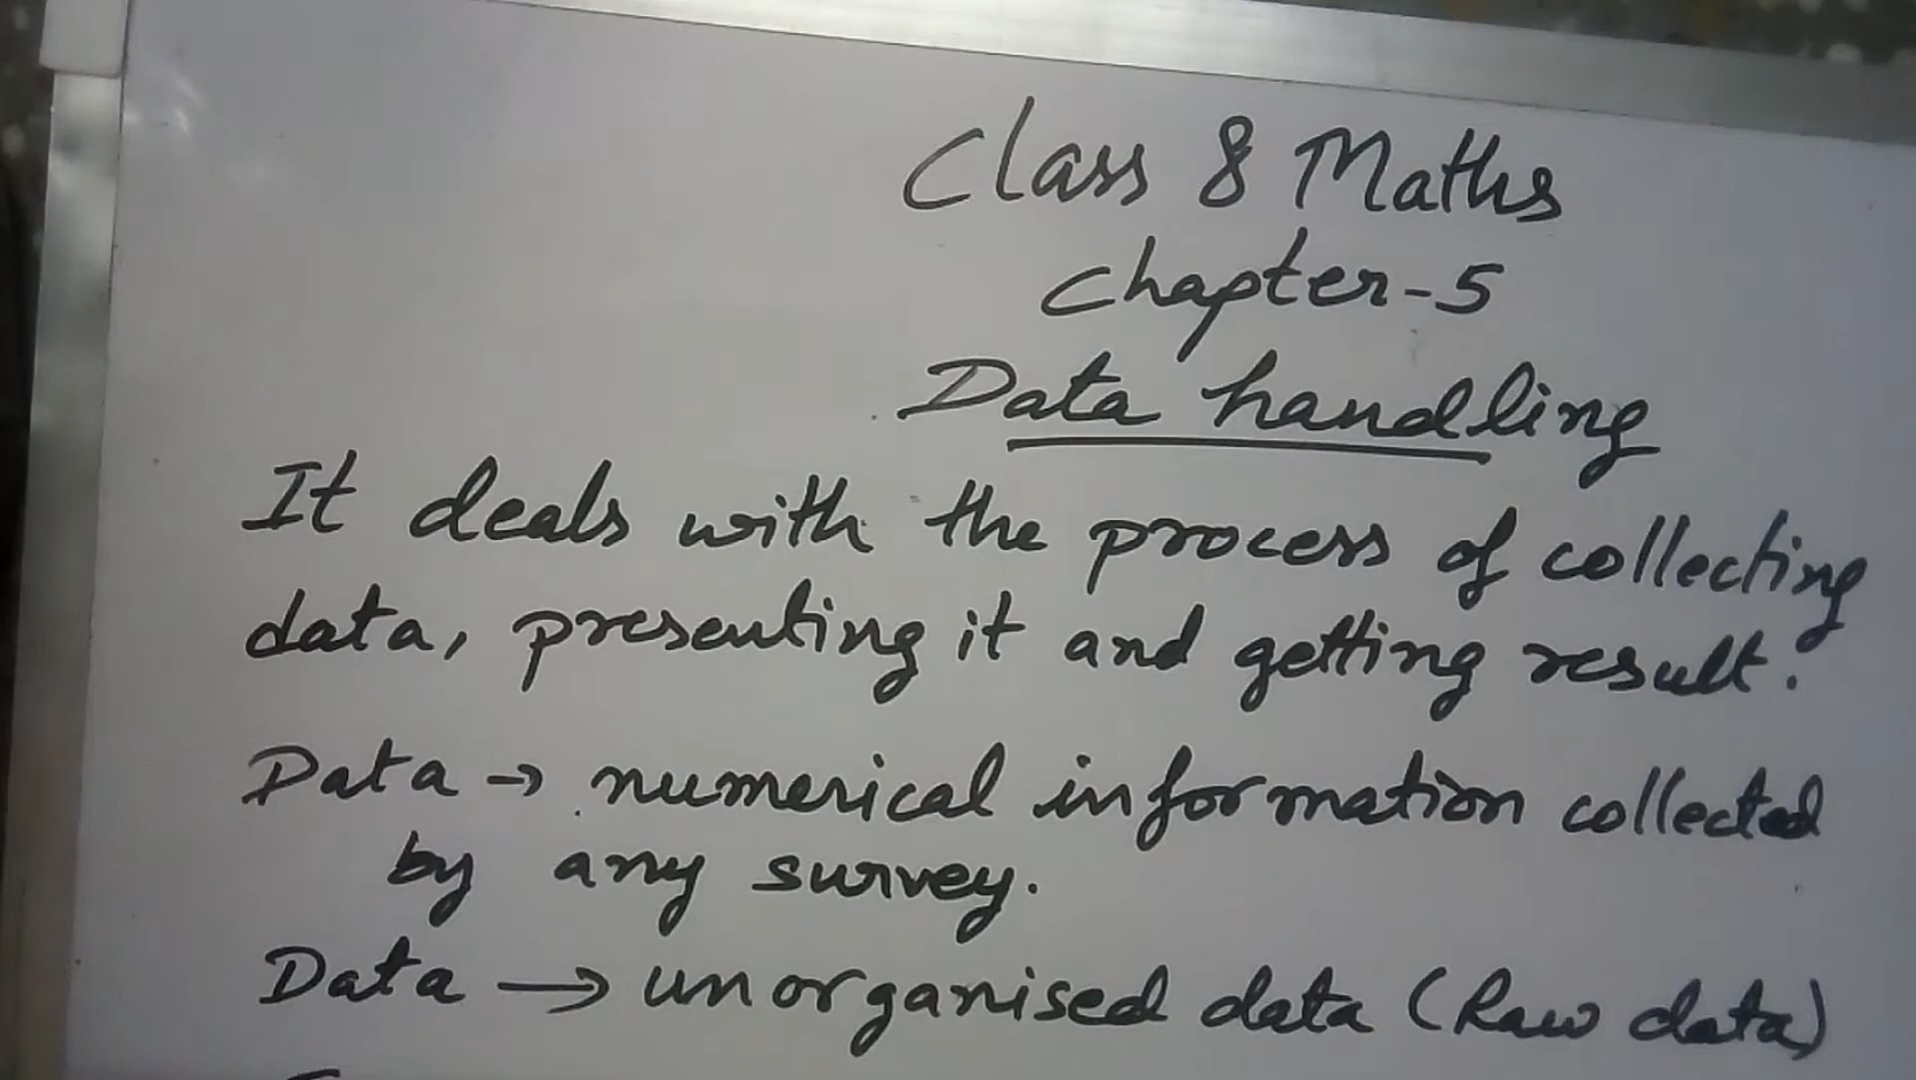 Class 8 Maths
Chapter-5
Data handling
It deals with the process of collecting
data, presenting it and getting result.
Data → numerical information collected
by any survey.
Data → unorganised data (Raw data)